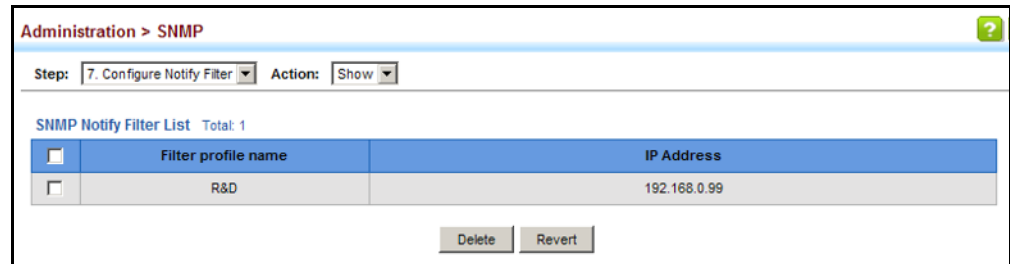 Administration > SNMP
?
Step: 7. Configure Notify Filter Action: Show
SNMP Notify Filter List Total: 1
Filter profile name IP Address
R&D 192.168.0.99
Delete Revert